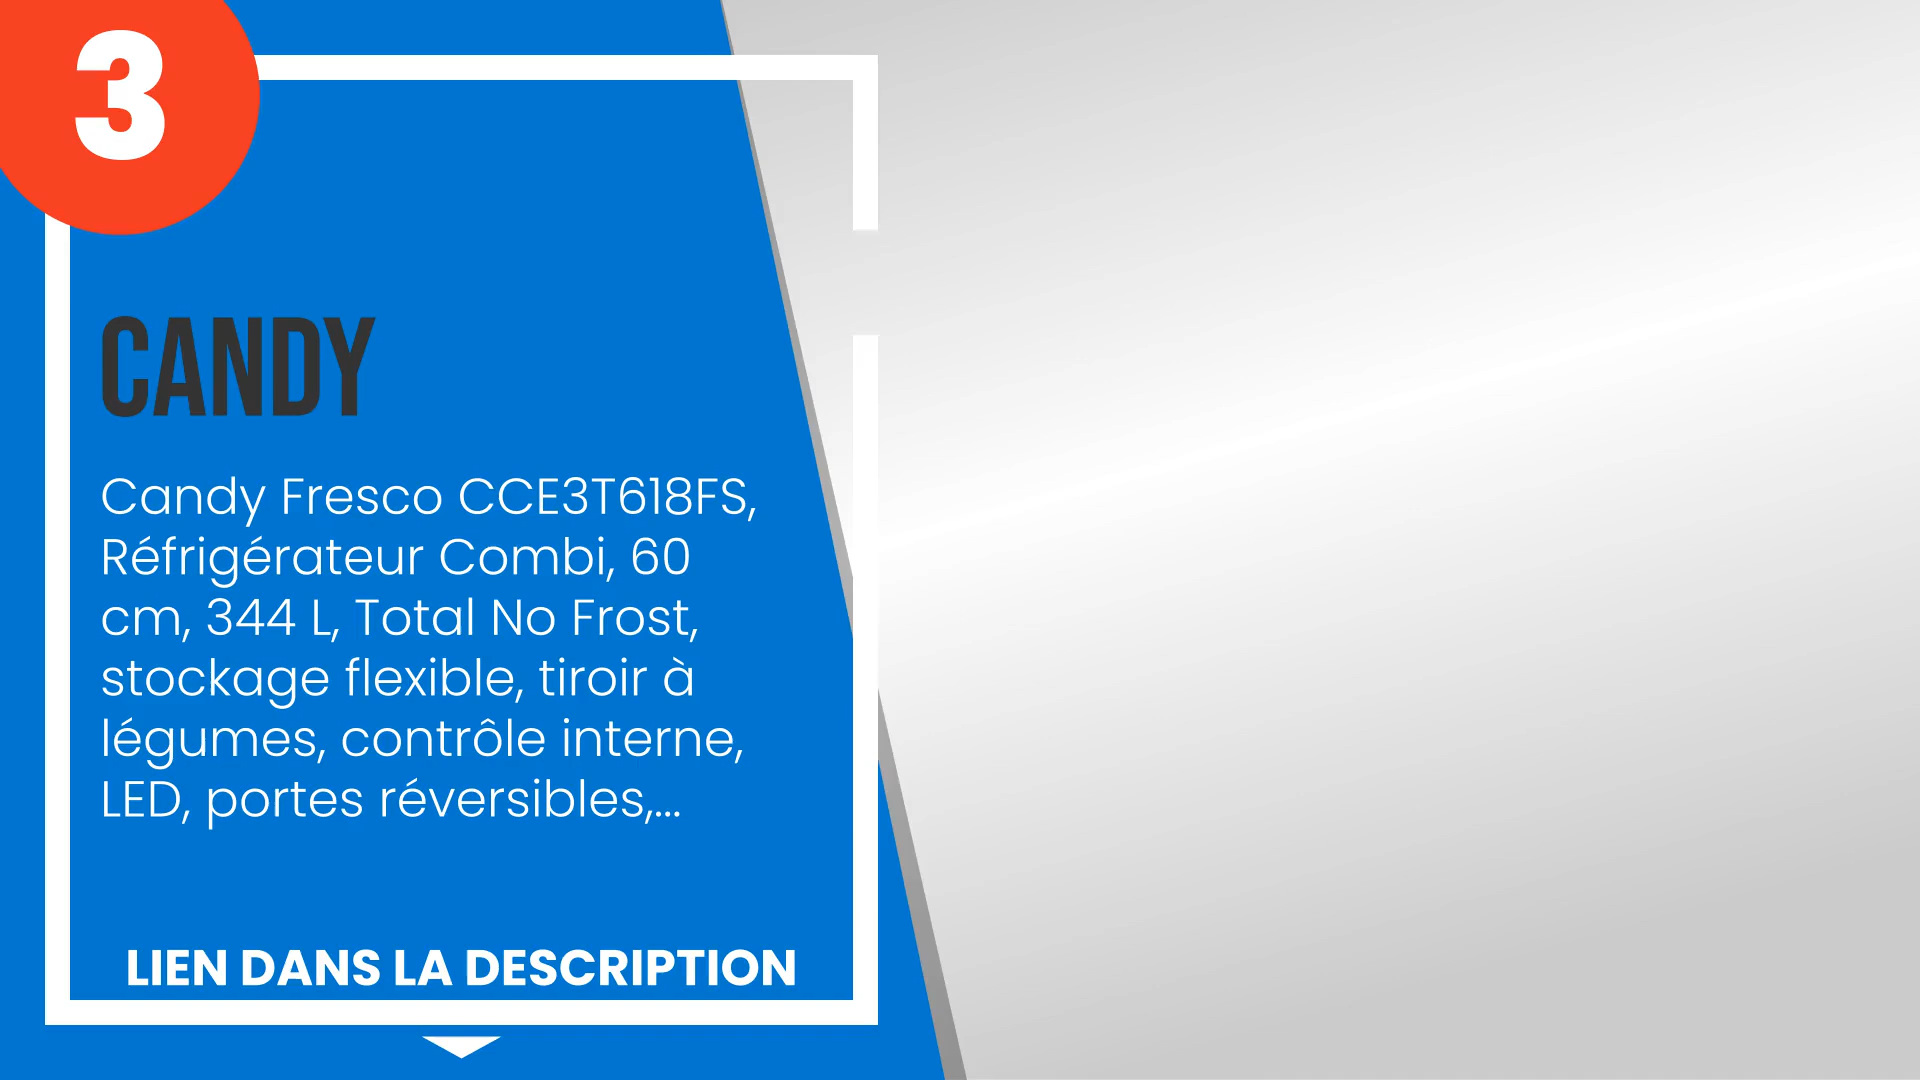 3
CANDY
Candy Fresco CCE3T618FS,
Réfrigérateur Combi, 60
cm, 344 L, Total No Frost,
stockage flexible, tiroir à
légumes, contrôle interne,
LED, portes réversibles,...
LIEN DANS LA DESCRIPTION